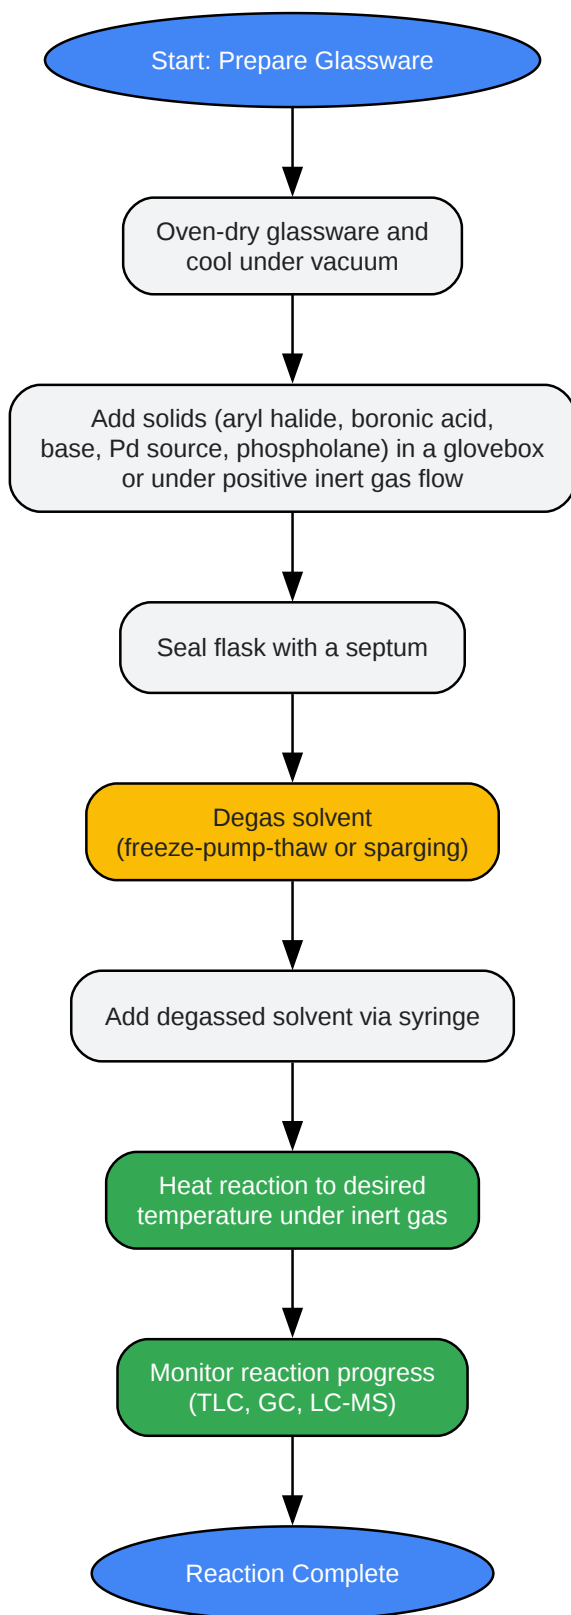 Start: Prepare Glassware
Oven-dry glassware and
cool under vacuum
Add solids (aryl halide, boronic acid,
base, Pd source, phospholane) in a glovebox
or under positive inert gas flow
Seal flask with a septum
Degas solvent
(freeze-pump-thaw or sparging)
Add degassed solvent via syringe
Heat reaction to desired
temperature under inert gas
Monitor reaction progress
(TLC, GC, LC-MS)
Reaction Complete